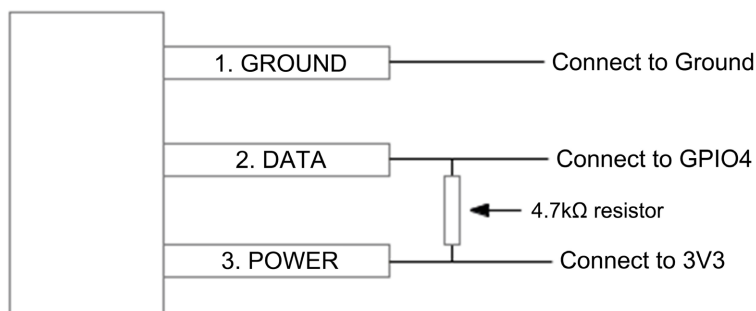 1. GROUND
Connect to Ground
2. DATA
Connect to GPIO4
4.7kΩ resistor
3. POWER
Connect to 3V3